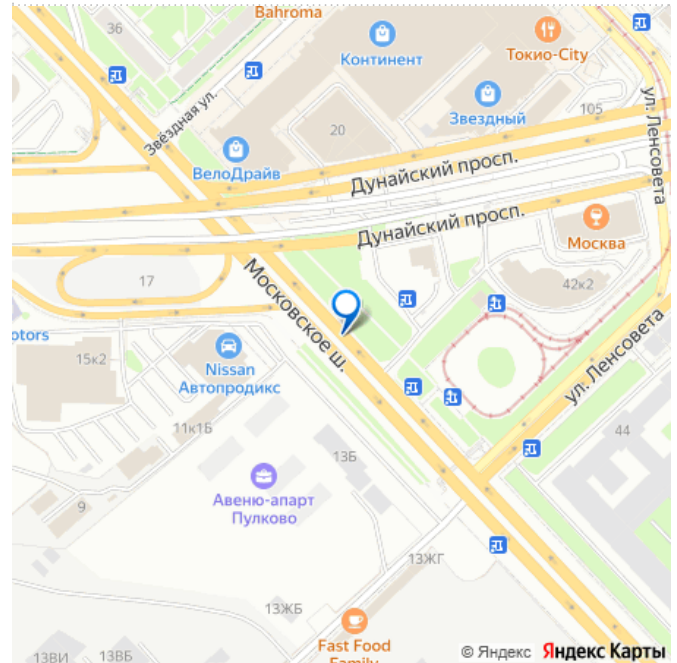 Bahroma
36
Континент
Токио-City
Звёздная ул.
Звездный
105
ул. Ленсовета
20
ВелоДрайв
Дунайский просп.
Дунайский просп.
Москва
17
42к2
Московское ш.
otors
15к2
Nissan
Автопродикс
ул. Ленсовета
11к1Б
13Б
44
Авеню-апарт
Пулково
9
13ЖГ
13ЖБ
Fast Food
Family
13ВИ
13ВБ
© Яндекс Яндекс Карты